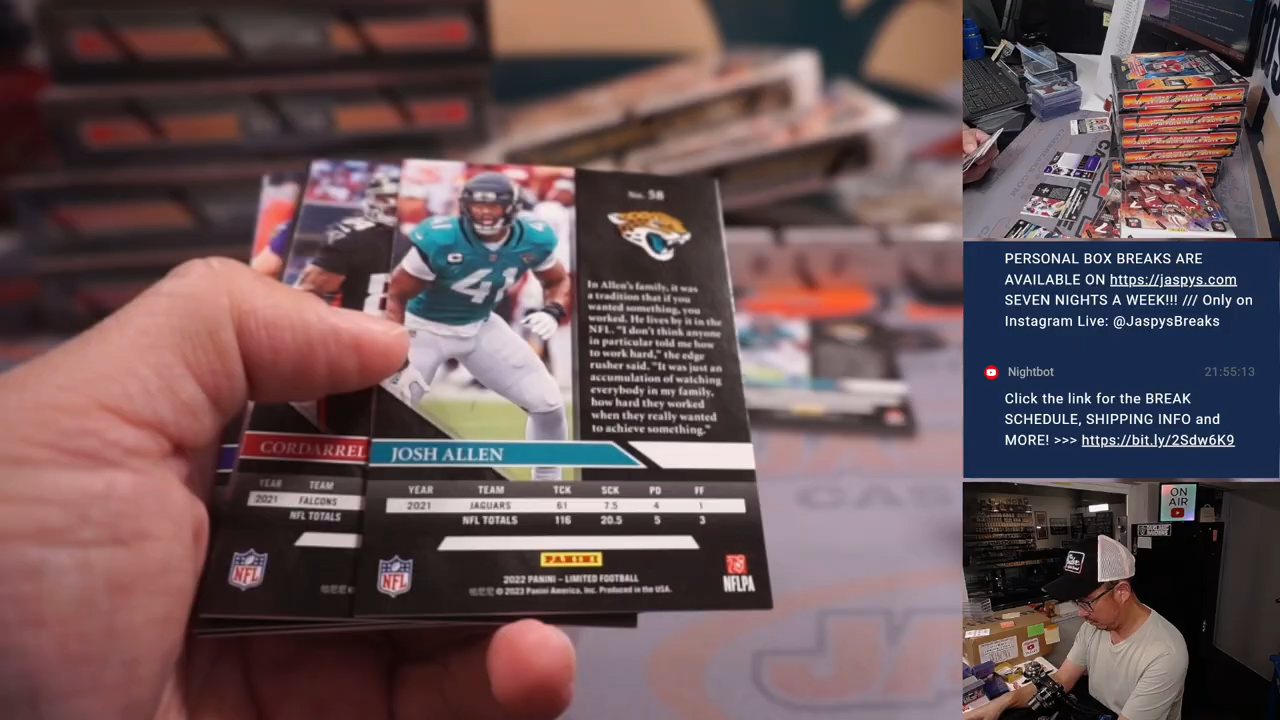 No. 58
In Allen's family, it was
a tradition that if you
wanted something, you
worked. He lives by it in the
NFL. "I don't think anyone
in particular told me how
to work hard," the edge
rusher said. "It was just an
accumulation of watching
everybody in my family,
how hard they worked
when they really wanted
to achieve something."
41
JOSH ALLEN
YEAR TEAM TCK SCK PD FF
2021 JAGUARS 61 7.5 4 1
NFL TOTALS 116 20.5 5 3
PANINI
NFL
2022 PANINI – LIMITED FOOTBALL
© 2023 Panini America, Inc. Produced in the USA.
NFLPA
CORDARREL
YEAR TEAM
2021 FALCONS
NFL TOTALS
NFL
PERSONAL BOX BREAKS ARE
AVAILABLE ON https://jaspys.com
SEVEN NIGHTS A WEEK!!! /// Only on
Instagram Live: @JaspysBreaks
Nightbot 21:55:13
Click the link for the BREAK
SCHEDULE, SHIPPING INFO and
MORE! >>> https://bit.ly/2Sdw6K9
ON
AIR